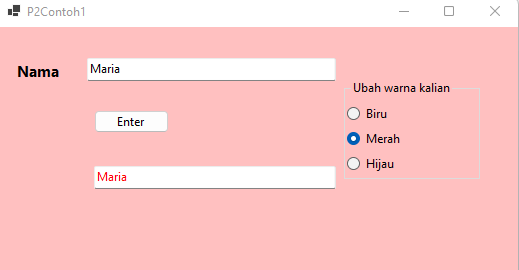 P2Contoh1
Nama
Maria
Enter
Maria
Ubah warna kalian
Biru
Merah
Hijau